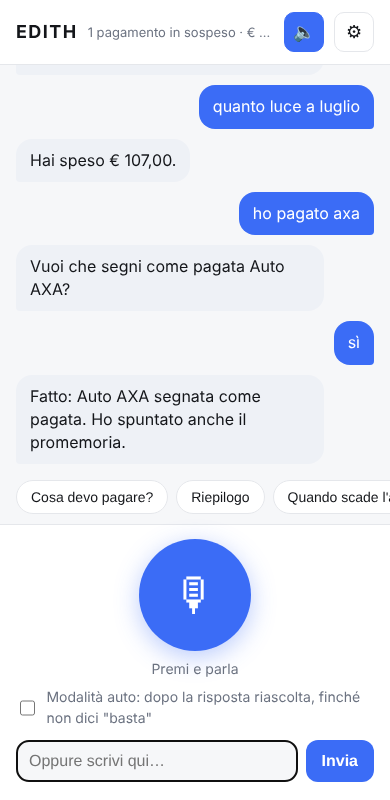 EDITH 1 pagamento in sospeso · € ...
quanto luce a luglio
Hai speso € 107,00.
ho pagato axa
Vuoi che segni come pagata Auto
AXA?
sì
Fatto: Auto AXA segnata come
pagata. Ho spuntato anche il
promemoria.
Cosa devo pagare? Riepilogo Quando scade l'a
Premi e parla
Modalità auto: dopo la risposta riascolta, finché
non dici "basta"
Oppure scrivi qui... Invia